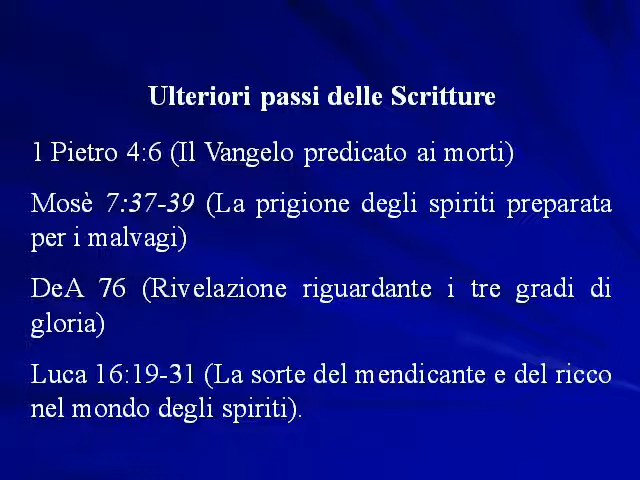 Ulteriori passi delle Scritture
1 Pietro 4:6 (Il Vangelo predicato ai morti)
Mosè 7:37-39 (La prigione degli spiriti preparata
per i malvagi)
DeA 76 (Rivelazione riguardante i tre gradi di
gloria)
Luca 16:19-31 (La sorte del mendicante e del ricco
nel mondo degli spiriti).